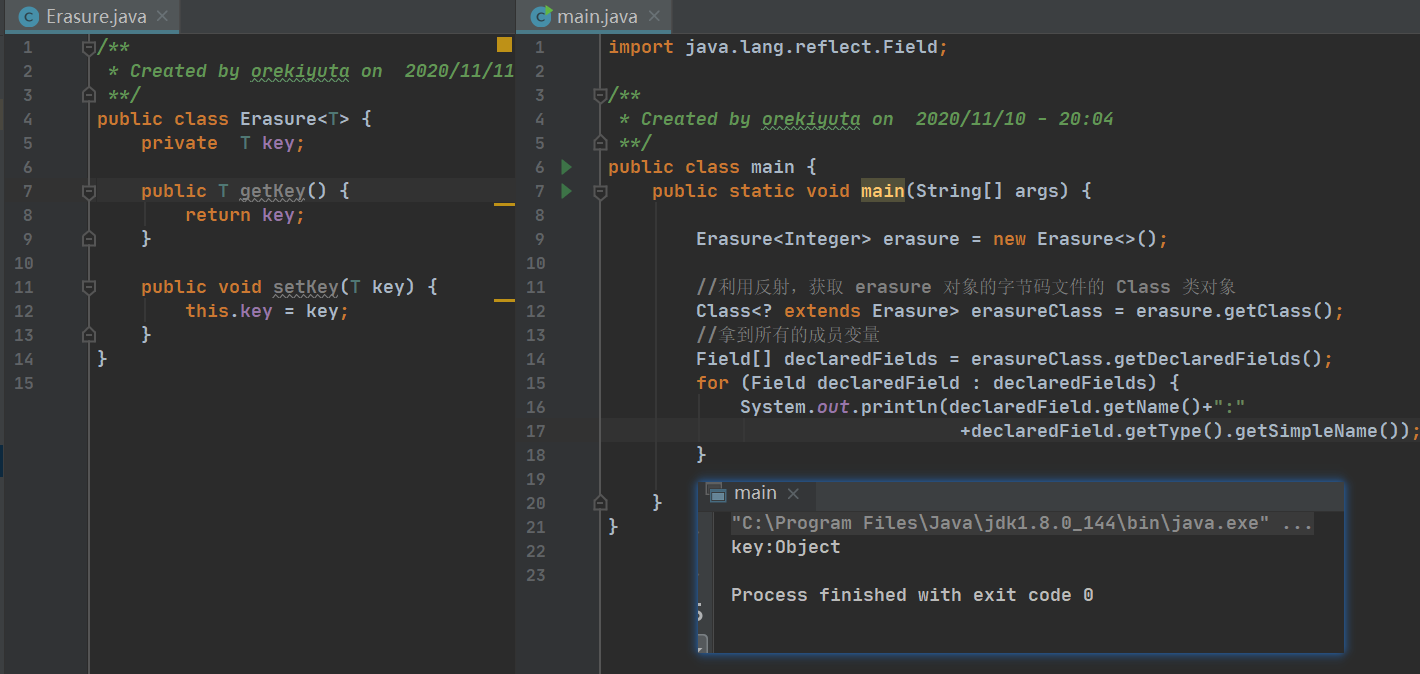 Erasure.java
1 /**
2 * Created by orekiyuta on 2020/11/11
3 **/
4 public class Erasure<T> {
5 private T key;
6
7 public T getKey() {
8 return key;
9 }
10
11 public void setKey(T key) {
12 this.key = key;
13 }
14 }
15
main.java
1 import java.lang.reflect.Field;
2
3 /**
4 * Created by orekiyuta on 2020/11/10 - 20:04
5 **/
6 public class main {
7 public static void main(String[] args) {
8
9 Erasure<Integer> erasure = new Erasure<>();
10
11 //利用反射，获取 erasure 对象的字节码文件的 Class 类对象
12 Class<? extends Erasure> erasureClass = erasure.getClass();
13 //拿到所有的成员变量
14 Field[] declaredFields = erasureClass.getDeclaredFields();
15 for (Field declaredField : declaredFields) {
16 System.out.println(declaredField.getName()+":"
17 +declaredField.getType().getSimpleName());
18 }
19
20 }
21 }
22
23
main
"C:\Program Files\Java\jdk1.8.0_144\bin\java.exe" ...
key:Object
Process finished with exit code 0